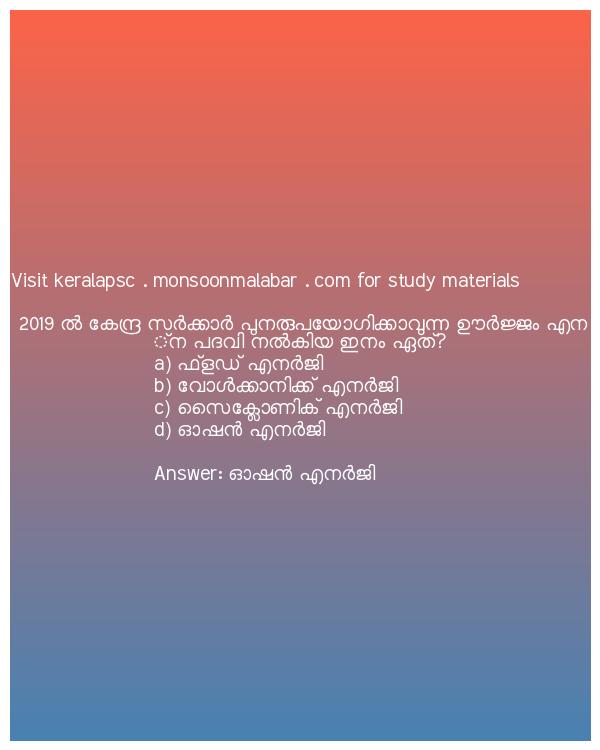 Visit keralapsc . monsoonmalabar . com for study materials
2019 ൽ കേന്ദ്ര സർക്കാർ പുനരുപയോഗിക്കാവുന്ന ഊർജ്ജം എന
്ന പദവി നൽകിയ ഇനം ഏത്?
a) ഫ്ളഡ് എനർജി
b) വോൾക്കാനിക്ക് എനർജി
c) സൈക്ലോണിക് എനർജി
d) ഓഷൻ എനർജി
Answer: ഓഷൻ എനർജി